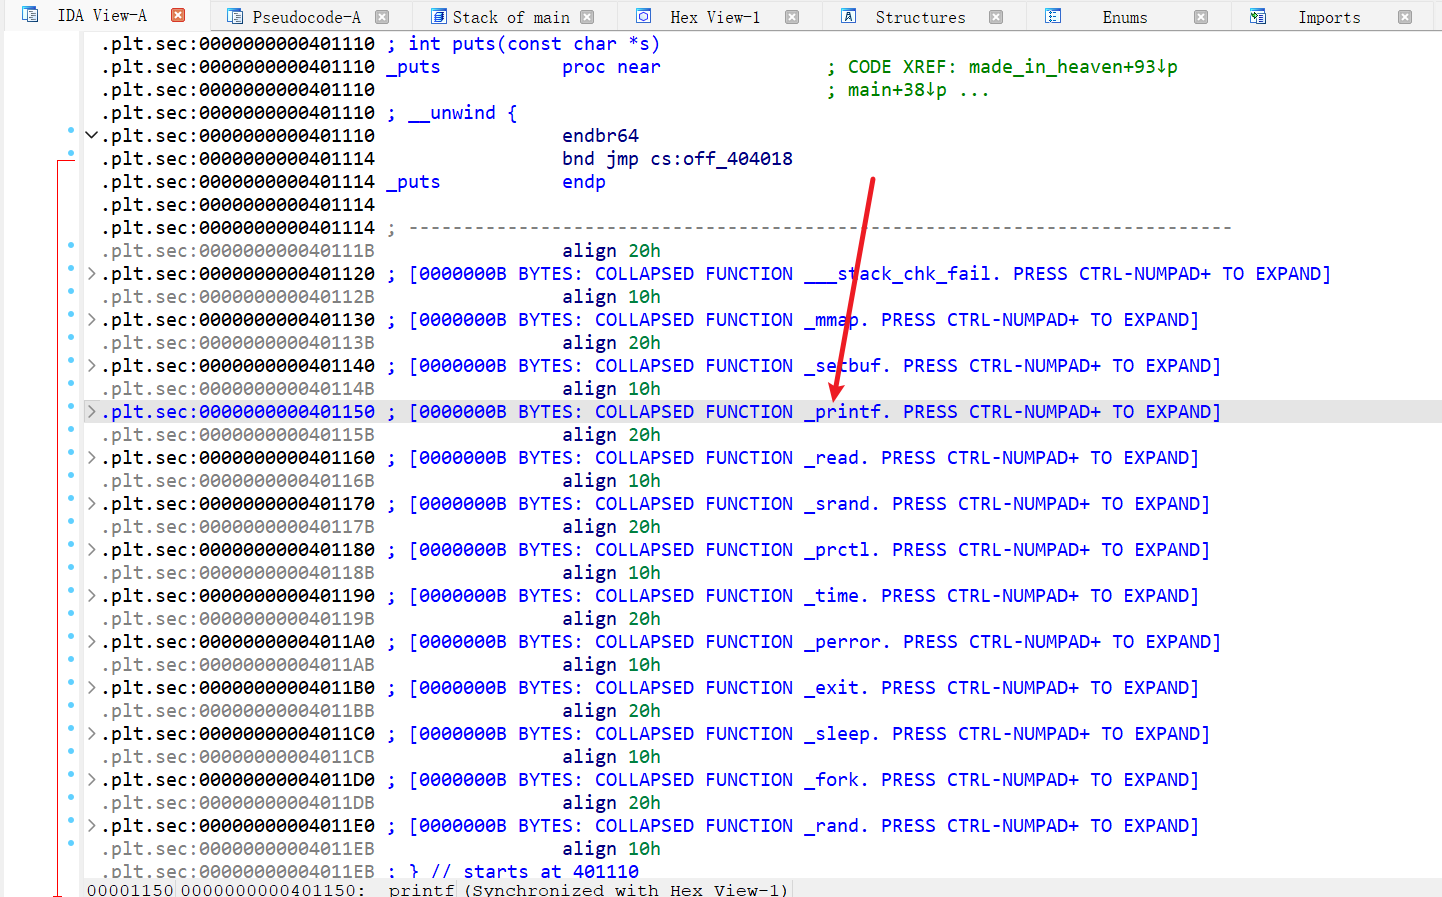 IDA View-A Pseudocode-A Stack of main Hex View-1 Structures Enums Imports
.plt.sec:0000000000401110 ; int puts(const char *s)
.plt.sec:0000000000401110 _puts proc near ; CODE XREF: made_in_heaven+93↓p
.plt.sec:0000000000401110 ; main+38↓p ...
.plt.sec:0000000000401110 ; __unwind {
.plt.sec:0000000000401110 endbr64
.plt.sec:0000000000401114 bnd jmp cs:off_404018
.plt.sec:0000000000401114 _puts endp
.plt.sec:0000000000401114
.plt.sec:0000000000401114 ; ---------------------------------------------------------------------------
.plt.sec:000000000040111B align 20h
.plt.sec:0000000000401120 ; [0000000B BYTES: COLLAPSED FUNCTION ___stack_chk_fail. PRESS CTRL-NUMPAD+ TO EXPAND]
.plt.sec:000000000040112B align 10h
.plt.sec:0000000000401130 ; [0000000B BYTES: COLLAPSED FUNCTION _mmap. PRESS CTRL-NUMPAD+ TO EXPAND]
.plt.sec:000000000040113B align 20h
.plt.sec:0000000000401140 ; [0000000B BYTES: COLLAPSED FUNCTION _setbuf. PRESS CTRL-NUMPAD+ TO EXPAND]
.plt.sec:000000000040114B align 10h
.plt.sec:0000000000401150 ; [0000000B BYTES: COLLAPSED FUNCTION _printf. PRESS CTRL-NUMPAD+ TO EXPAND]
.plt.sec:000000000040115B align 20h
.plt.sec:0000000000401160 ; [0000000B BYTES: COLLAPSED FUNCTION _read. PRESS CTRL-NUMPAD+ TO EXPAND]
.plt.sec:000000000040116B align 10h
.plt.sec:0000000000401170 ; [0000000B BYTES: COLLAPSED FUNCTION _srand. PRESS CTRL-NUMPAD+ TO EXPAND]
.plt.sec:000000000040117B align 20h
.plt.sec:0000000000401180 ; [0000000B BYTES: COLLAPSED FUNCTION _prctl. PRESS CTRL-NUMPAD+ TO EXPAND]
.plt.sec:000000000040118B align 10h
.plt.sec:0000000000401190 ; [0000000B BYTES: COLLAPSED FUNCTION _time. PRESS CTRL-NUMPAD+ TO EXPAND]
.plt.sec:000000000040119B align 20h
.plt.sec:00000000004011A0 ; [0000000B BYTES: COLLAPSED FUNCTION _perror. PRESS CTRL-NUMPAD+ TO EXPAND]
.plt.sec:00000000004011AB align 10h
.plt.sec:00000000004011B0 ; [0000000B BYTES: COLLAPSED FUNCTION _exit. PRESS CTRL-NUMPAD+ TO EXPAND]
.plt.sec:00000000004011BB align 20h
.plt.sec:00000000004011C0 ; [0000000B BYTES: COLLAPSED FUNCTION _sleep. PRESS CTRL-NUMPAD+ TO EXPAND]
.plt.sec:00000000004011CB align 10h
.plt.sec:00000000004011D0 ; [0000000B BYTES: COLLAPSED FUNCTION _fork. PRESS CTRL-NUMPAD+ TO EXPAND]
.plt.sec:00000000004011DB align 20h
.plt.sec:00000000004011E0 ; [0000000B BYTES: COLLAPSED FUNCTION _rand. PRESS CTRL-NUMPAD+ TO EXPAND]
.plt.sec:00000000004011EB align 10h
.plt.sec:00000000004011EB ; } // starts at 401110
00001150 0000000000401150: _printf (Synchronized with Hex View-1)